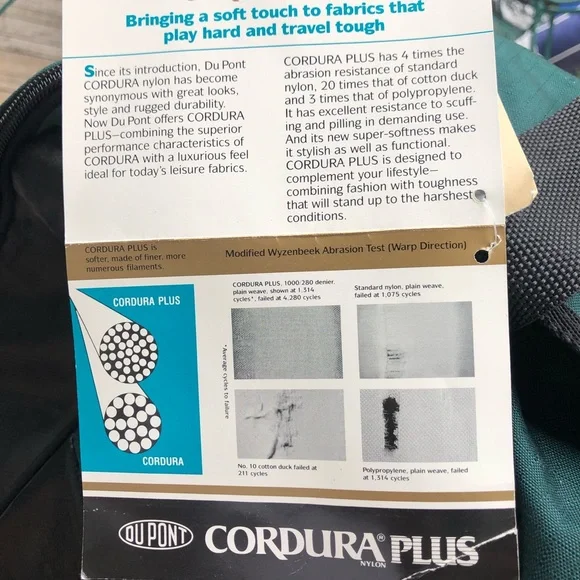 Bringing a soft touch to fabrics that
play hard and travel tough
Since its introduction, Du Pont
CORDURA nylon has become
synonymous with great looks,
style and rugged durability.
Now Du Pont offers CORDURA
PLUS—combining the superior
performance characteristics of
CORDURA with a luxurious feel
ideal for today's leisure fabrics.
CORDURA PLUS has 4 times the
abrasion resistance of standard
nylon, 20 times that of cotton duck
and 3 times that of polypropylene.
It has excellent resistance to scuff-
ing and pilling in demanding use.
And its new super-softness makes
it stylish as well as functional.
CORDURA PLUS is designed to
complement your lifestyle—
combining fashion with toughness
that will stand up to the harshest
conditions.
CORDURA PLUS is
softer, made of finer, more
numerous filaments.
Modified Wyzenbeek Abrasion Test (Warp Direction)
CORDURA PLUS
CORDURA
CORDURA PLUS, 1000/280 denier,
plain weave, shown at 1,314
cycles*, failed at 4,280 cycles
Standard nylon, plain weave,
failed at 1,075 cycles
*Average cycles to failure
No. 10 cotton duck failed at
211 cycles
Polypropylene, plain weave, failed
at 1,314 cycles
DU PONT
CORDURA® PLUS
NYLON